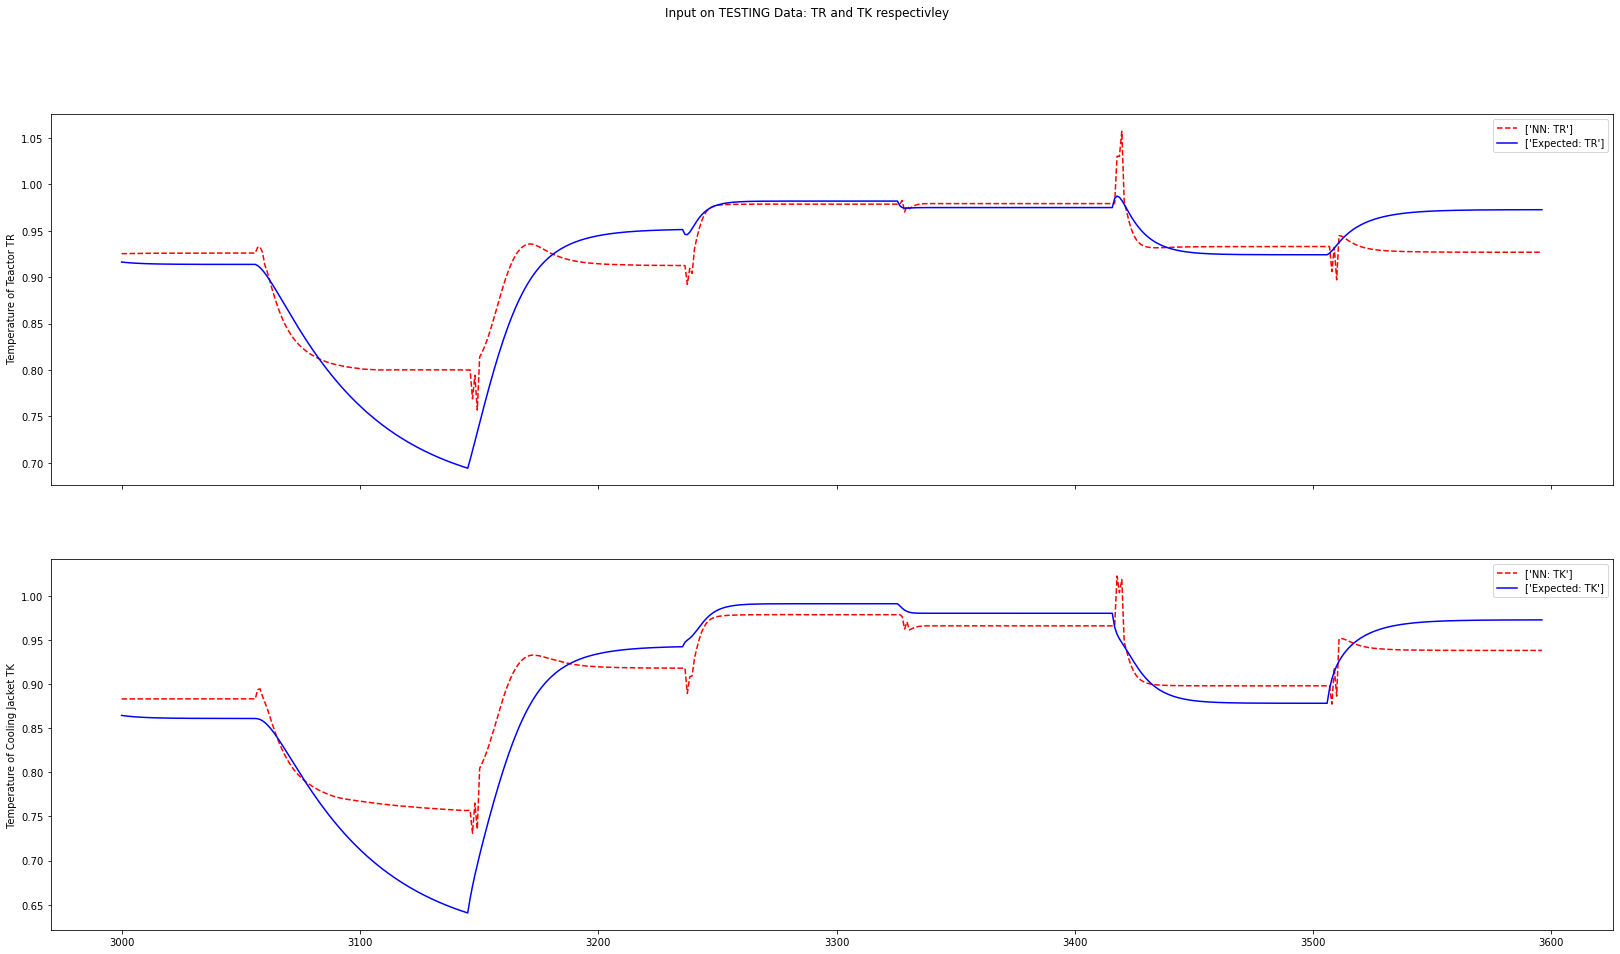 Input on TESTING Data: TR and TK respectivley
Temperature of Teactor TR
1.05
1.00
0.95
0.90
0.85
0.80
0.75
0.70
['NN: TR']
['Expected: TR']
Temperature of Cooling Jacket TK
1.00
0.95
0.90
0.85
0.80
0.75
0.70
0.65
['NN: TK']
['Expected: TK']
3000 3100 3200 3300 3400 3500 3600